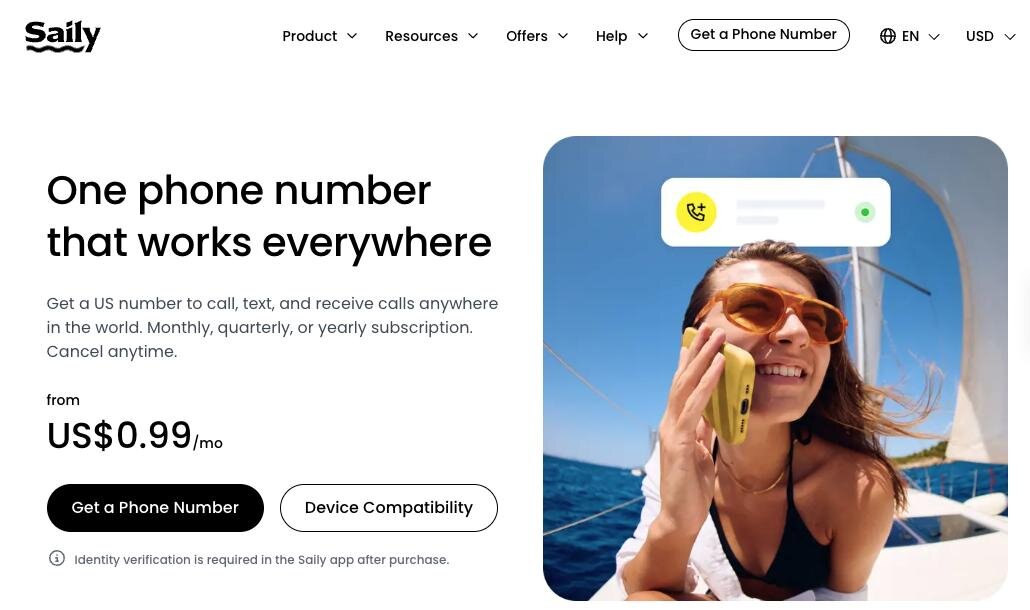 Saily
Product
Resources
Offers
Help
Get a Phone Number
EN
USD
One phone number
that works everywhere
Get a US number to call, text, and receive calls anywhere
in the world. Monthly, quarterly, or yearly subscription.
Cancel anytime.
from
US$0.99/mo
Get a Phone Number
Device Compatibility
Identity verification is required in the Saily app after purchase.